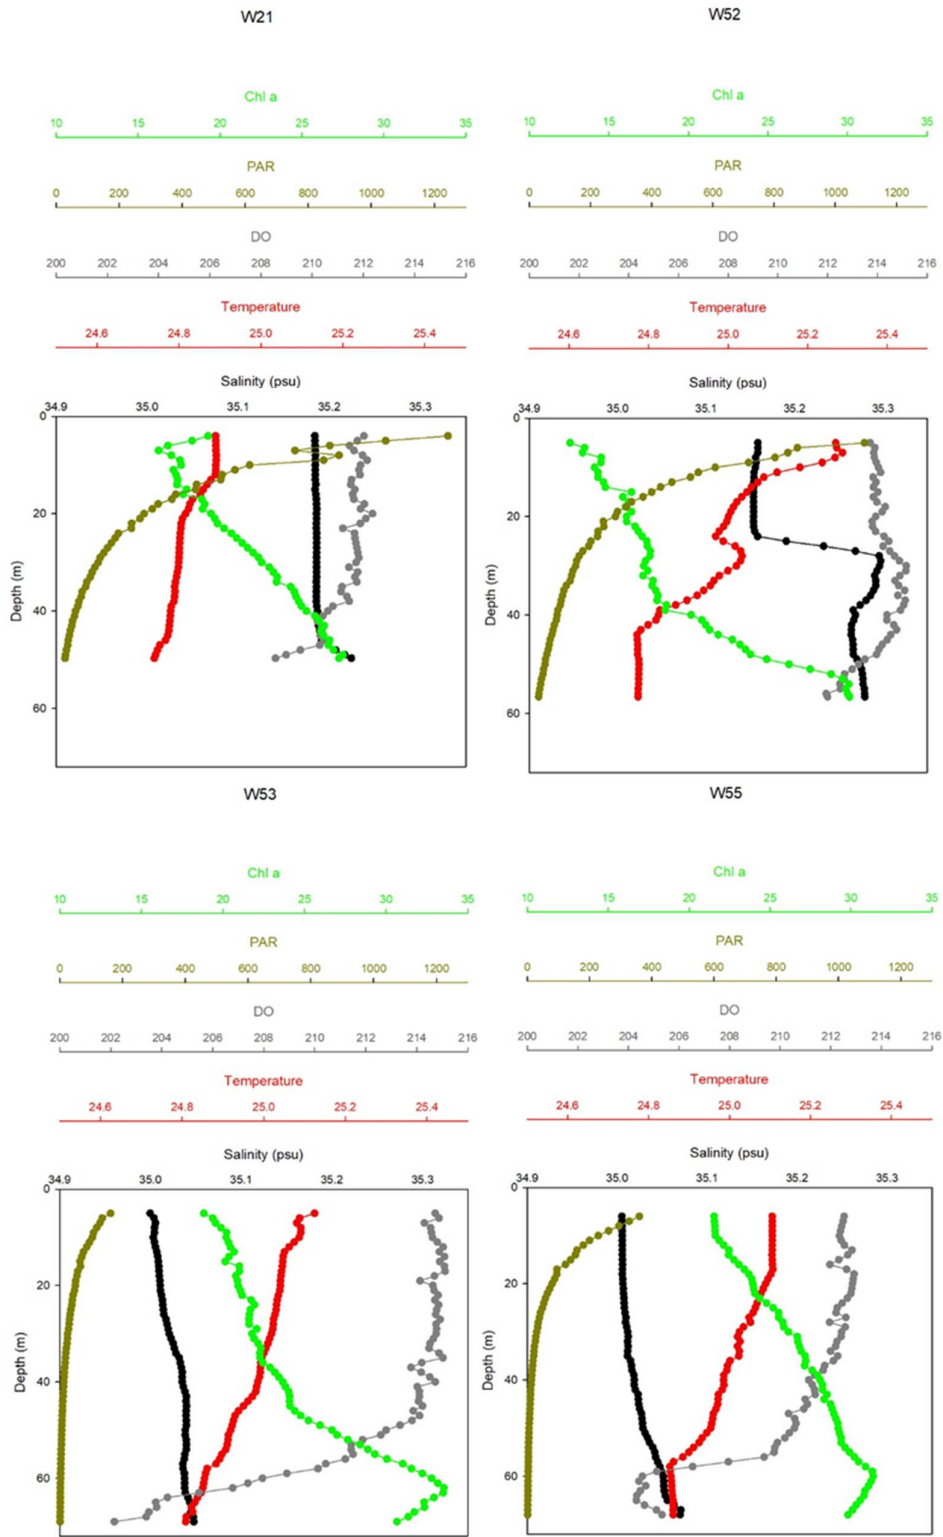 W21
Chl a
10 15 20 25 30 35
PAR
0 200 400 600 800 1000 1200
DO
200 202 204 206 208 210 212 214 216
Temperature
24.6 24.8 25.0 25.2 25.4
Salinity (psu)
34.9 35.0 35.1 35.2 35.3
0
20
40
60
Depth (m)
W52
Chl a
10 15 20 25 30 35
PAR
0 200 400 600 800 1000 1200
DO
200 202 204 206 208 210 212 214 216
Temperature
24.6 24.8 25.0 25.2 25.4
Salinity (psu)
34.9 35.0 35.1 35.2 35.3
0
20
40
60
Depth (m)
W53
Chl a
10 15 20 25 30 35
PAR
0 200 400 600 800 1000 1200
DO
200 202 204 206 208 210 212 214 216
Temperature
24.6 24.8 25.0 25.2 25.4
Salinity (psu)
34.9 35.0 35.1 35.2 35.3
0
20
40
60
Depth (m)
W55
Chl a
10 15 20 25 30 35
PAR
0 200 400 600 800 1000 1200
DO
200 202 204 206 208 210 212 214 216
Temperature
24.6 24.8 25.0 25.2 25.4
Salinity (psu)
34.9 35.0 35.1 35.2 35.3
0
20
40
60
Depth (m)